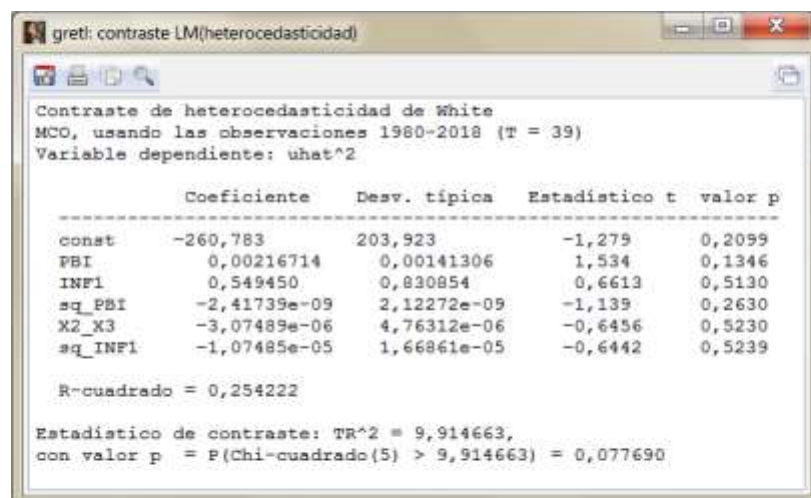 gretl: contraste LM(heterocedasticidad)
Contraste de heterocedasticidad de White
MCO, usando las observaciones 1980-2018 (T = 39)
Variable dependiente: uhat^2
Coeficiente Desv. típica Estadístico t valor p
const -260,783 203,923 -1,279 0,2099
PBI 0,00216714 0,00141306 1,534 0,1346
INF1 0,549450 0,830854 0,6613 0,5130
sq_PBI -2,41739e-09 2,12272e-09 -1,139 0,2630
X2_X3 -3,07489e-06 4,76312e-06 -0,6456 0,5230
sq_INF1 -1,07485e-05 1,66861e-05 -0,6442 0,5239
R-cuadrado = 0,254222
Estadístico de contraste: TR^2 = 9,914663,
con valor p = P(Chi-cuadrado(5) > 9,914663) = 0,077690